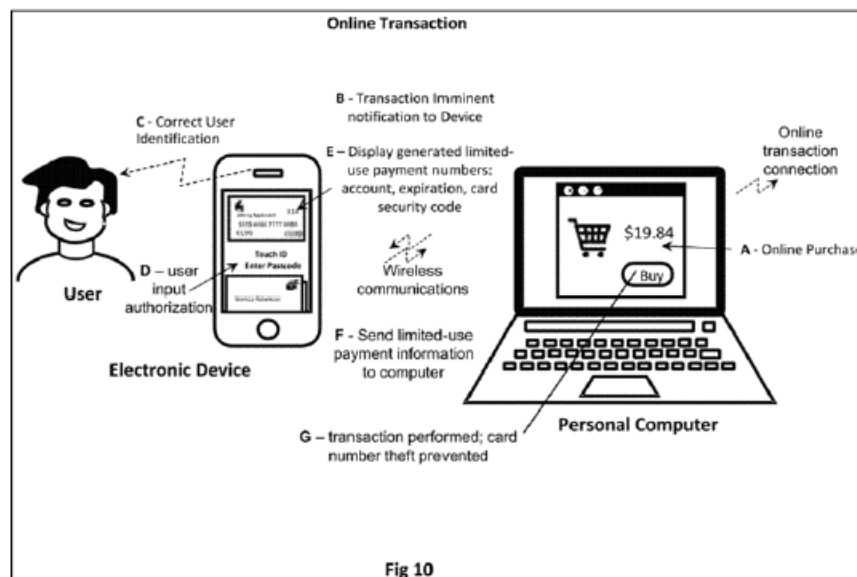 Online Transaction
B - Transaction Imminent
notification to Device
C - Correct User
Identification
E – Display generated limited-
use payment numbers:
account, expiration, card
security code
Online
transaction
connection
$19.84
A - Online Purchase
Buy
Touch ID
Enter Passcode
D – user
input
authorization
User
Wireless
communications
F - Send limited-use
payment information
to computer
Electronic Device
Personal Computer
G – transaction performed; card
number theft prevented
Fig 10